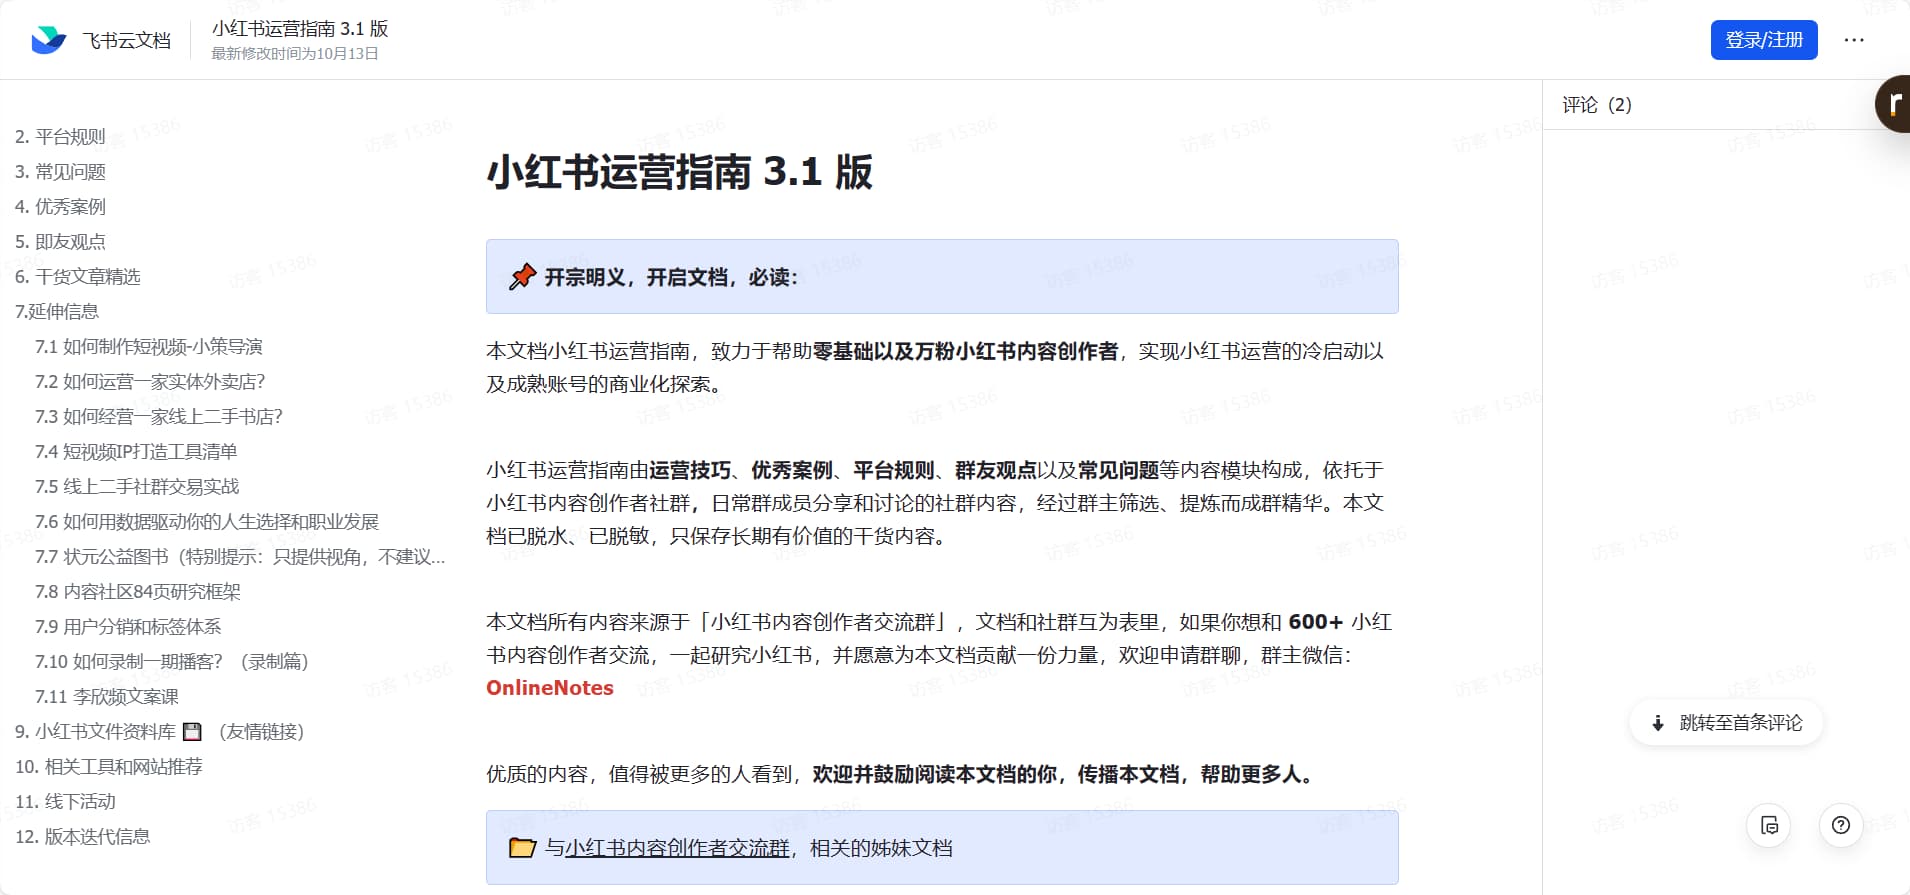 飞书云文档
小红书运营指南 3.1 版
最新修改时间为10月13日
登录/注册
2. 平台规则
3. 常见问题
4. 优秀案例
5. 即友观点
6. 干货文章精选
7.延伸信息
7.1 如何制作短视频-小策导演
7.2 如何运营一家实体外卖店？
7.3 如何经营一家线上二手书店？
7.4 短视频IP打造工具清单
7.5 线上二手社群交易实战
7.6 如何用数据驱动你的人生选择和职业发展
7.7 状元公益图书（特别提示：只提供视角，不建议...
7.8 内容社区84页研究框架
7.9 用户分销和标签体系
7.10 如何录制一期播客？（录制篇）
7.11 李欣频文案课
9. 小红书文件资料库 💾 （友情链接）
10. 相关工具和网站推荐
11. 线下活动
12. 版本迭代信息
小红书运营指南 3.1 版
📌 开宗明义，开启文档，必读：
本文档小红书运营指南，致力于帮助零基础以及万粉小红书内容创作者，实现小红书运营的冷启动以
及成熟账号的商业化探索。
小红书运营指南由运营技巧、优秀案例、平台规则、群友观点以及常见问题等内容模块构成，依托于
小红书内容创作者社群，日常群成员分享和讨论的社群内容，经过群主筛选、提炼而成群精华。本文
档已脱水、已脱敏，只保存长期有价值的干货内容。
本文档所有内容来源于「小红书内容创作者交流群」，文档和社群互为表里，如果你想和 600+ 小红
书内容创作者交流，一起研究小红书，并愿意为本文档贡献一份力量，欢迎申请群聊，群主微信：
OnlineNotes
优质的内容，值得被更多的人看到，欢迎并鼓励阅读本文档的你，传播本文档，帮助更多人。
📂 与小红书内容创作者交流群，相关的姊妹文档
评论（2）
r
跳转至首条评论
访客 15386